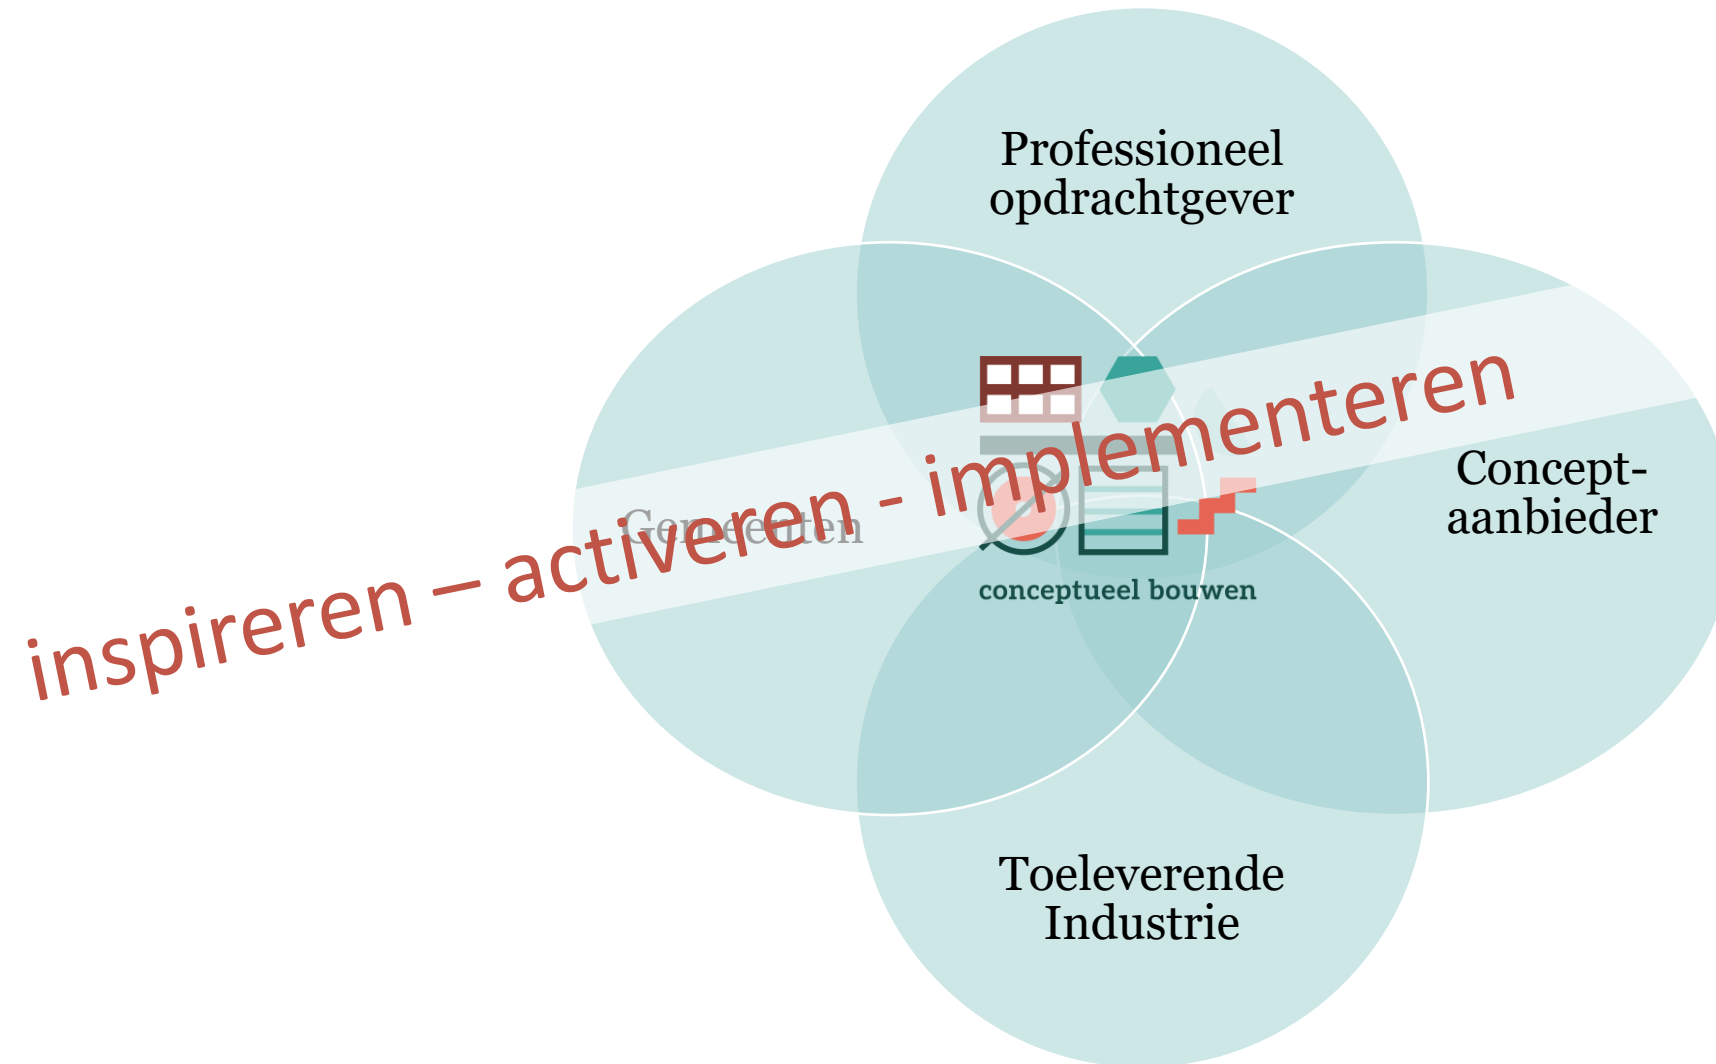 Professioneel
opdrachtgever
inspireren – activeren - implementeren
Gemeenten
Concept-
aanbieder
conceptueel bouwen
Toeleverende
Industrie